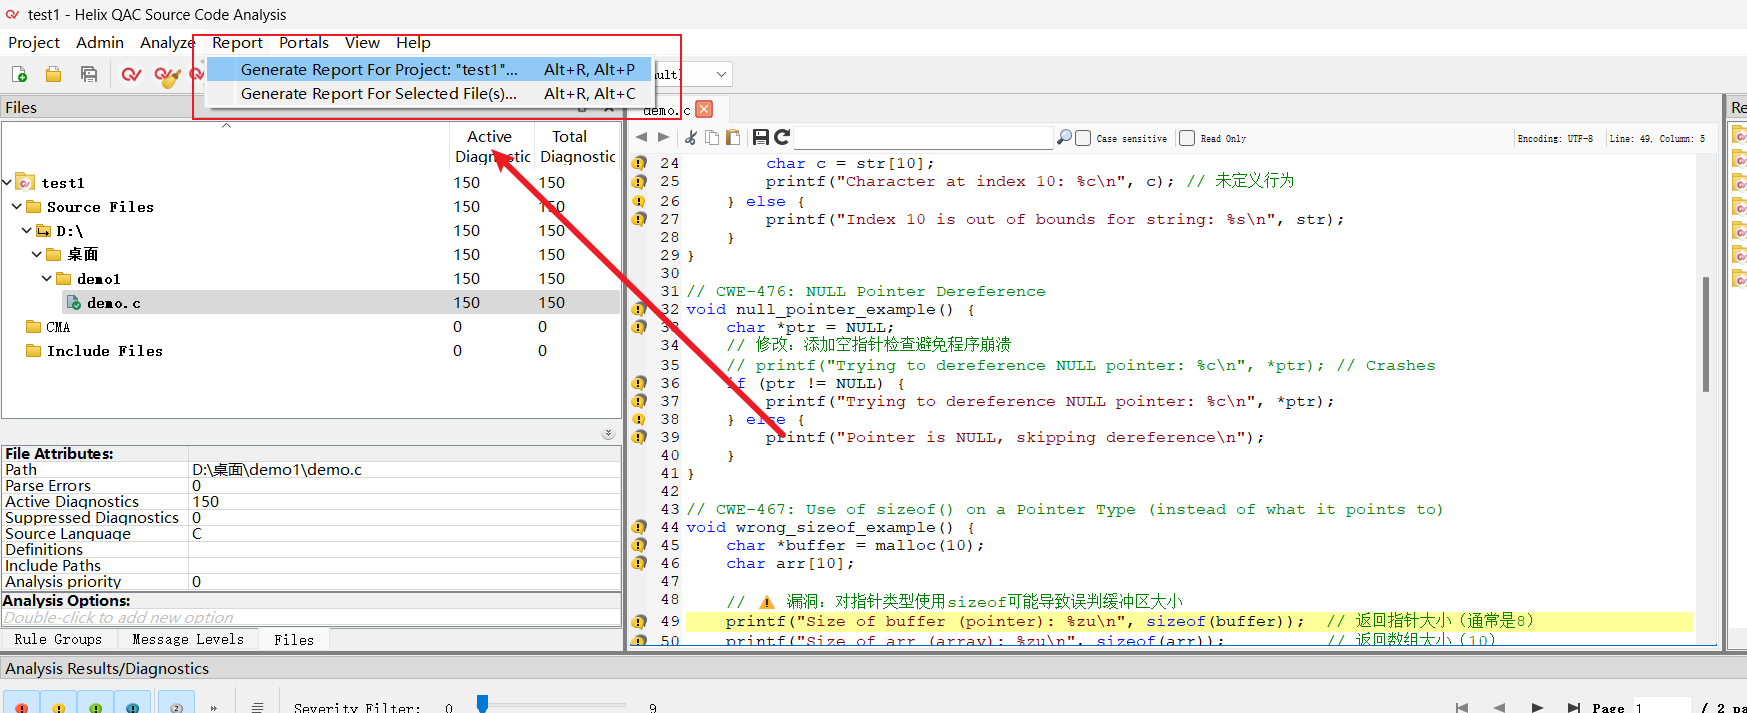 test1 - Helix QAC Source Code Analysis
Project Admin Analyze Report Portals View Help
Generate Report For Project: "test1"... Alt+R, Alt+P
Generate Report For Selected File(s)... Alt+R, Alt+C
Files
demo.c
Active Diagnostic Total Diagnostic
test1 150 150
Source Files 150 150
D:\ 150 150
桌面 150 150
demo1 150 150
demo.c 150 150
CMA 0 0
Include Files 0 0
File Attributes:
Path D:\桌面\demo1\demo.c
Parse Errors 0
Active Diagnostics 150
Suppressed Diagnostics 0
Source Language C
Definitions
Include Paths
Analysis priority 0
Analysis Options:
Double-click to add new option
Rule Groups Message Levels Files
Case sensitive Read Only Encoding: UTF-8 Line: 49, Column: 5
24 char c = str[10];
25 printf("Character at index 10: %c\n", c); // 未定义行为
26 } else {
27 printf("Index 10 is out of bounds for string: %s\n", str);
28 }
29 }
30
31 // CWE-476: NULL Pointer Dereference
32 void null_pointer_example() {
33 char *ptr = NULL;
34 // 修改：添加空指针检查避免程序崩溃
35 // printf("Trying to dereference NULL pointer: %c\n", *ptr); // Crashes
36 if (ptr != NULL) {
37 printf("Trying to dereference NULL pointer: %c\n", *ptr);
38 } else {
39 printf("Pointer is NULL, skipping dereference\n");
40 }
41 }
42
43 // CWE-467: Use of sizeof() on a Pointer Type (instead of what it points to)
44 void wrong_sizeof_example() {
45 char *buffer = malloc(10);
46 char arr[10];
47
48 // ⚠ 漏洞：对指针类型使用sizeof可能导致误判缓冲区大小
49 printf("Size of buffer (pointer): %zu\n", sizeof(buffer)); // 返回指针大小（通常是8）
50 printf("Size of arr (array): %zu\n", sizeof(arr)); // 返回数组大小（10）
Re
Analysis Results/Diagnostics
Severity Filter: 0 9
Page 1 / 2 pa